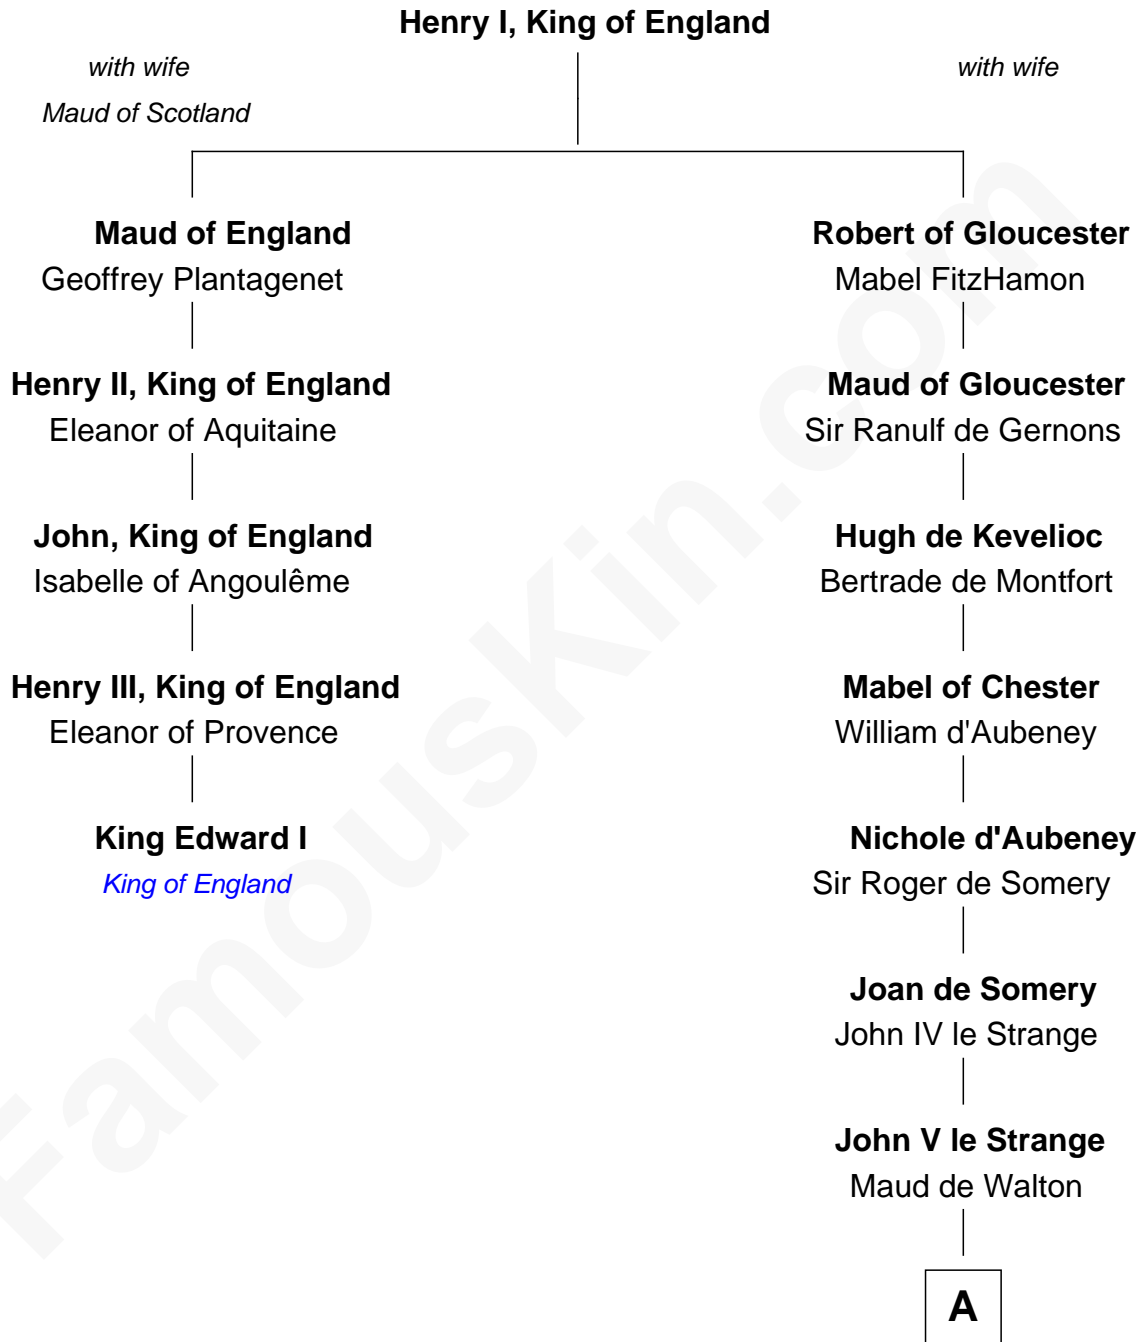 Henry I, King of England
with wife
Maud of Scotland
with wife
Maud of England
Geoffrey Plantagenet
Henry II, King of England
Eleanor of Aquitaine
John, King of England
Isabelle of Angoulême
Henry III, King of England
Eleanor of Provence
King Edward I
King of England
Robert of Gloucester
Mabel FitzHamon
Maud of Gloucester
Sir Ranulf de Gernons
Hugh de Kevelioc
Bertrade de Montfort
Mabel of Chester
William d'Aubeney
Nichole d'Aubeney
Sir Roger de Somery
Joan de Somery
John IV le Strange
John V le Strange
Maud de Walton
A
FamousKin.com